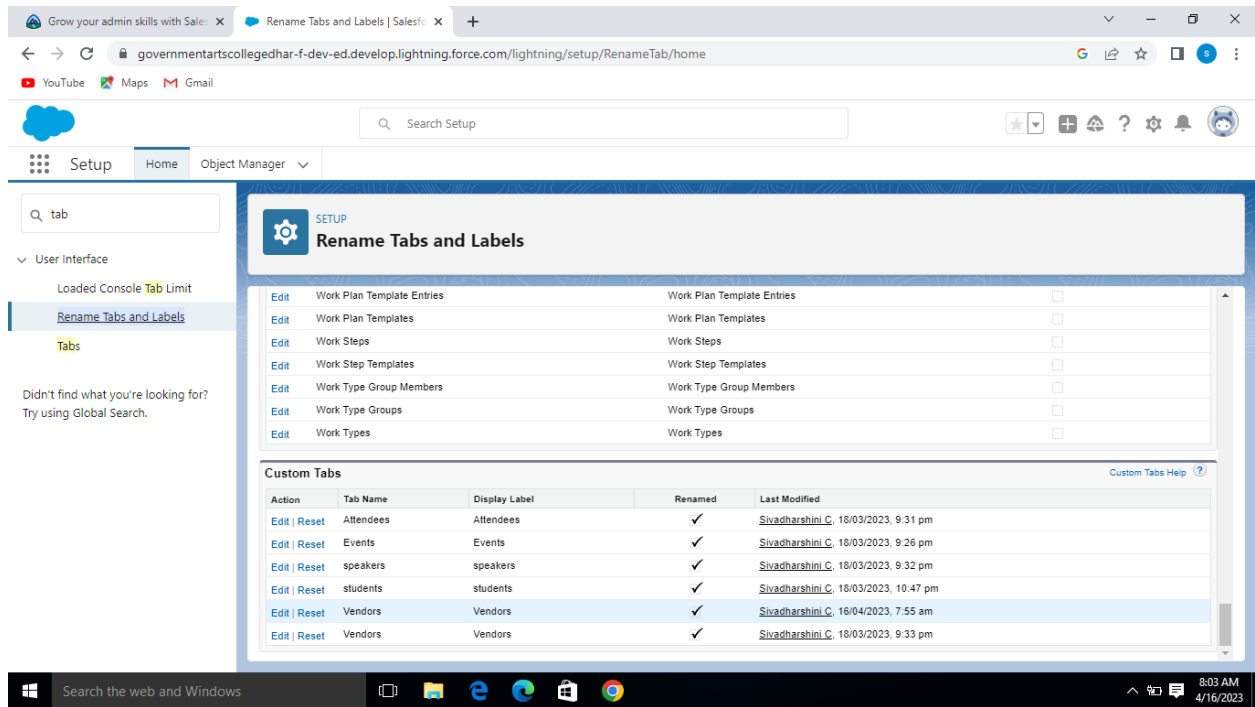 Grow your admin skills with Sales
Rename Tabs and Labels | Salesfc
governmentartscollegedhar-f-dev-ed.develop.lightning.force.com/lightning/setup/RenameTab/home
G
s
YouTube Maps Gmail
Search Setup
Setup Home Object Manager
tab
User Interface
Loaded Console Tab Limit
Rename Tabs and Labels
Tabs
Didn't find what you're looking for?
Try using Global Search.
SETUP
Rename Tabs and Labels
Edit Work Plan Template Entries Work Plan Template Entries
Edit Work Plan Templates Work Plan Templates
Edit Work Steps Work Steps
Edit Work Step Templates Work Step Templates
Edit Work Type Group Members Work Type Group Members
Edit Work Type Groups Work Type Groups
Edit Work Types Work Types
Custom Tabs Custom Tabs Help ?
Action Tab Name Display Label Renamed Last Modified
Edit | Reset Attendees Attendees ✓ Sivadharshini C, 18/03/2023, 9:31 pm
Edit | Reset Events Events ✓ Sivadharshini C, 18/03/2023, 9:26 pm
Edit | Reset speakers speakers ✓ Sivadharshini C, 18/03/2023, 9:32 pm
Edit | Reset students students ✓ Sivadharshini C, 18/03/2023, 10:47 pm
Edit | Reset Vendors Vendors ✓ Sivadharshini C, 16/04/2023, 7:55 am
Edit | Reset Vendors Vendors ✓ Sivadharshini C, 18/03/2023, 9:33 pm
Search the web and Windows
8:03 AM
4/16/2023